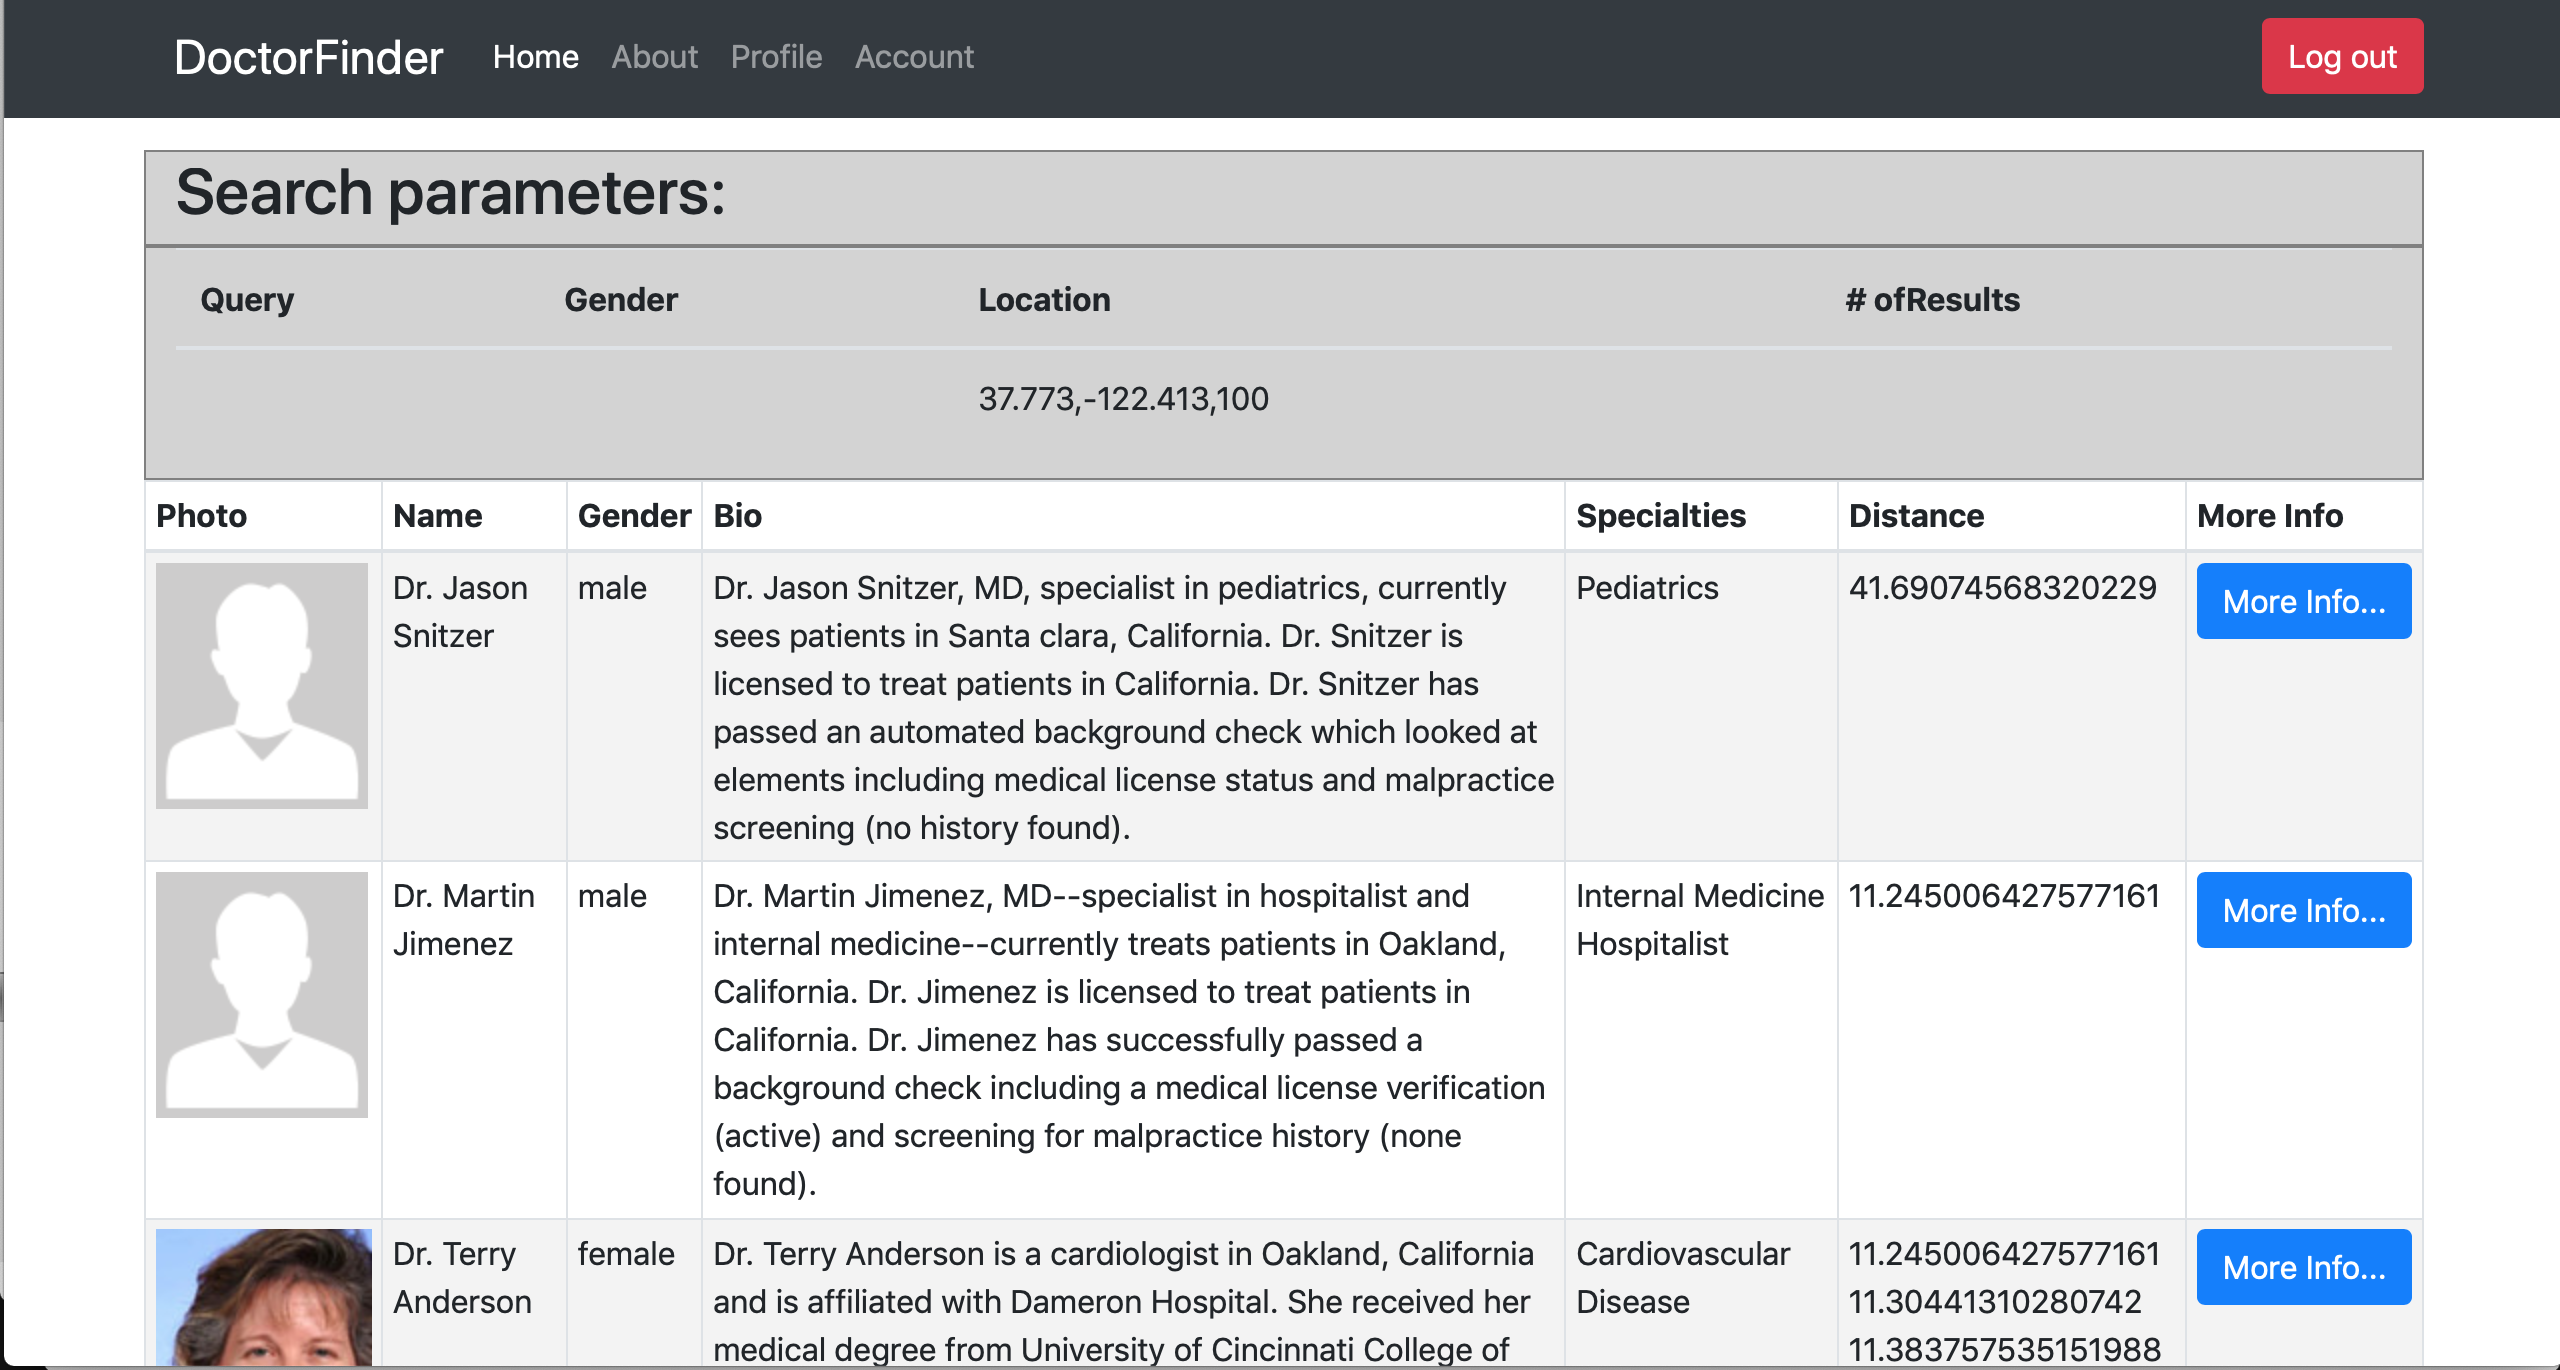 DoctorFinder Home About Profile Account Log out
Search parameters:
Query Gender Location # ofResults
37.773,-122.413,100
Photo Name Gender Bio Specialties Distance More Info
Dr. Jason
Snitzer
male
Dr. Jason Snitzer, MD, specialist in pediatrics, currently
sees patients in Santa clara, California. Dr. Snitzer is
licensed to treat patients in California. Dr. Snitzer has
passed an automated background check which looked at
elements including medical license status and malpractice
screening (no history found).
Pediatrics
41.69074568320229
More Info...
Dr. Martin
Jimenez
male
Dr. Martin Jimenez, MD--specialist in hospitalist and
internal medicine--currently treats patients in Oakland,
California. Dr. Jimenez is licensed to treat patients in
California. Dr. Jimenez has successfully passed a
background check including a medical license verification
(active) and screening for malpractice history (none
found).
Internal Medicine
Hospitalist
11.245006427577161
More Info...
Dr. Terry
Anderson
female
Dr. Terry Anderson is a cardiologist in Oakland, California
and is affiliated with Dameron Hospital. She received her
medical degree from University of Cincinnati College of
Cardiovascular
Disease
11.245006427577161
11.30441310280742
11.383757535151988
More Info...